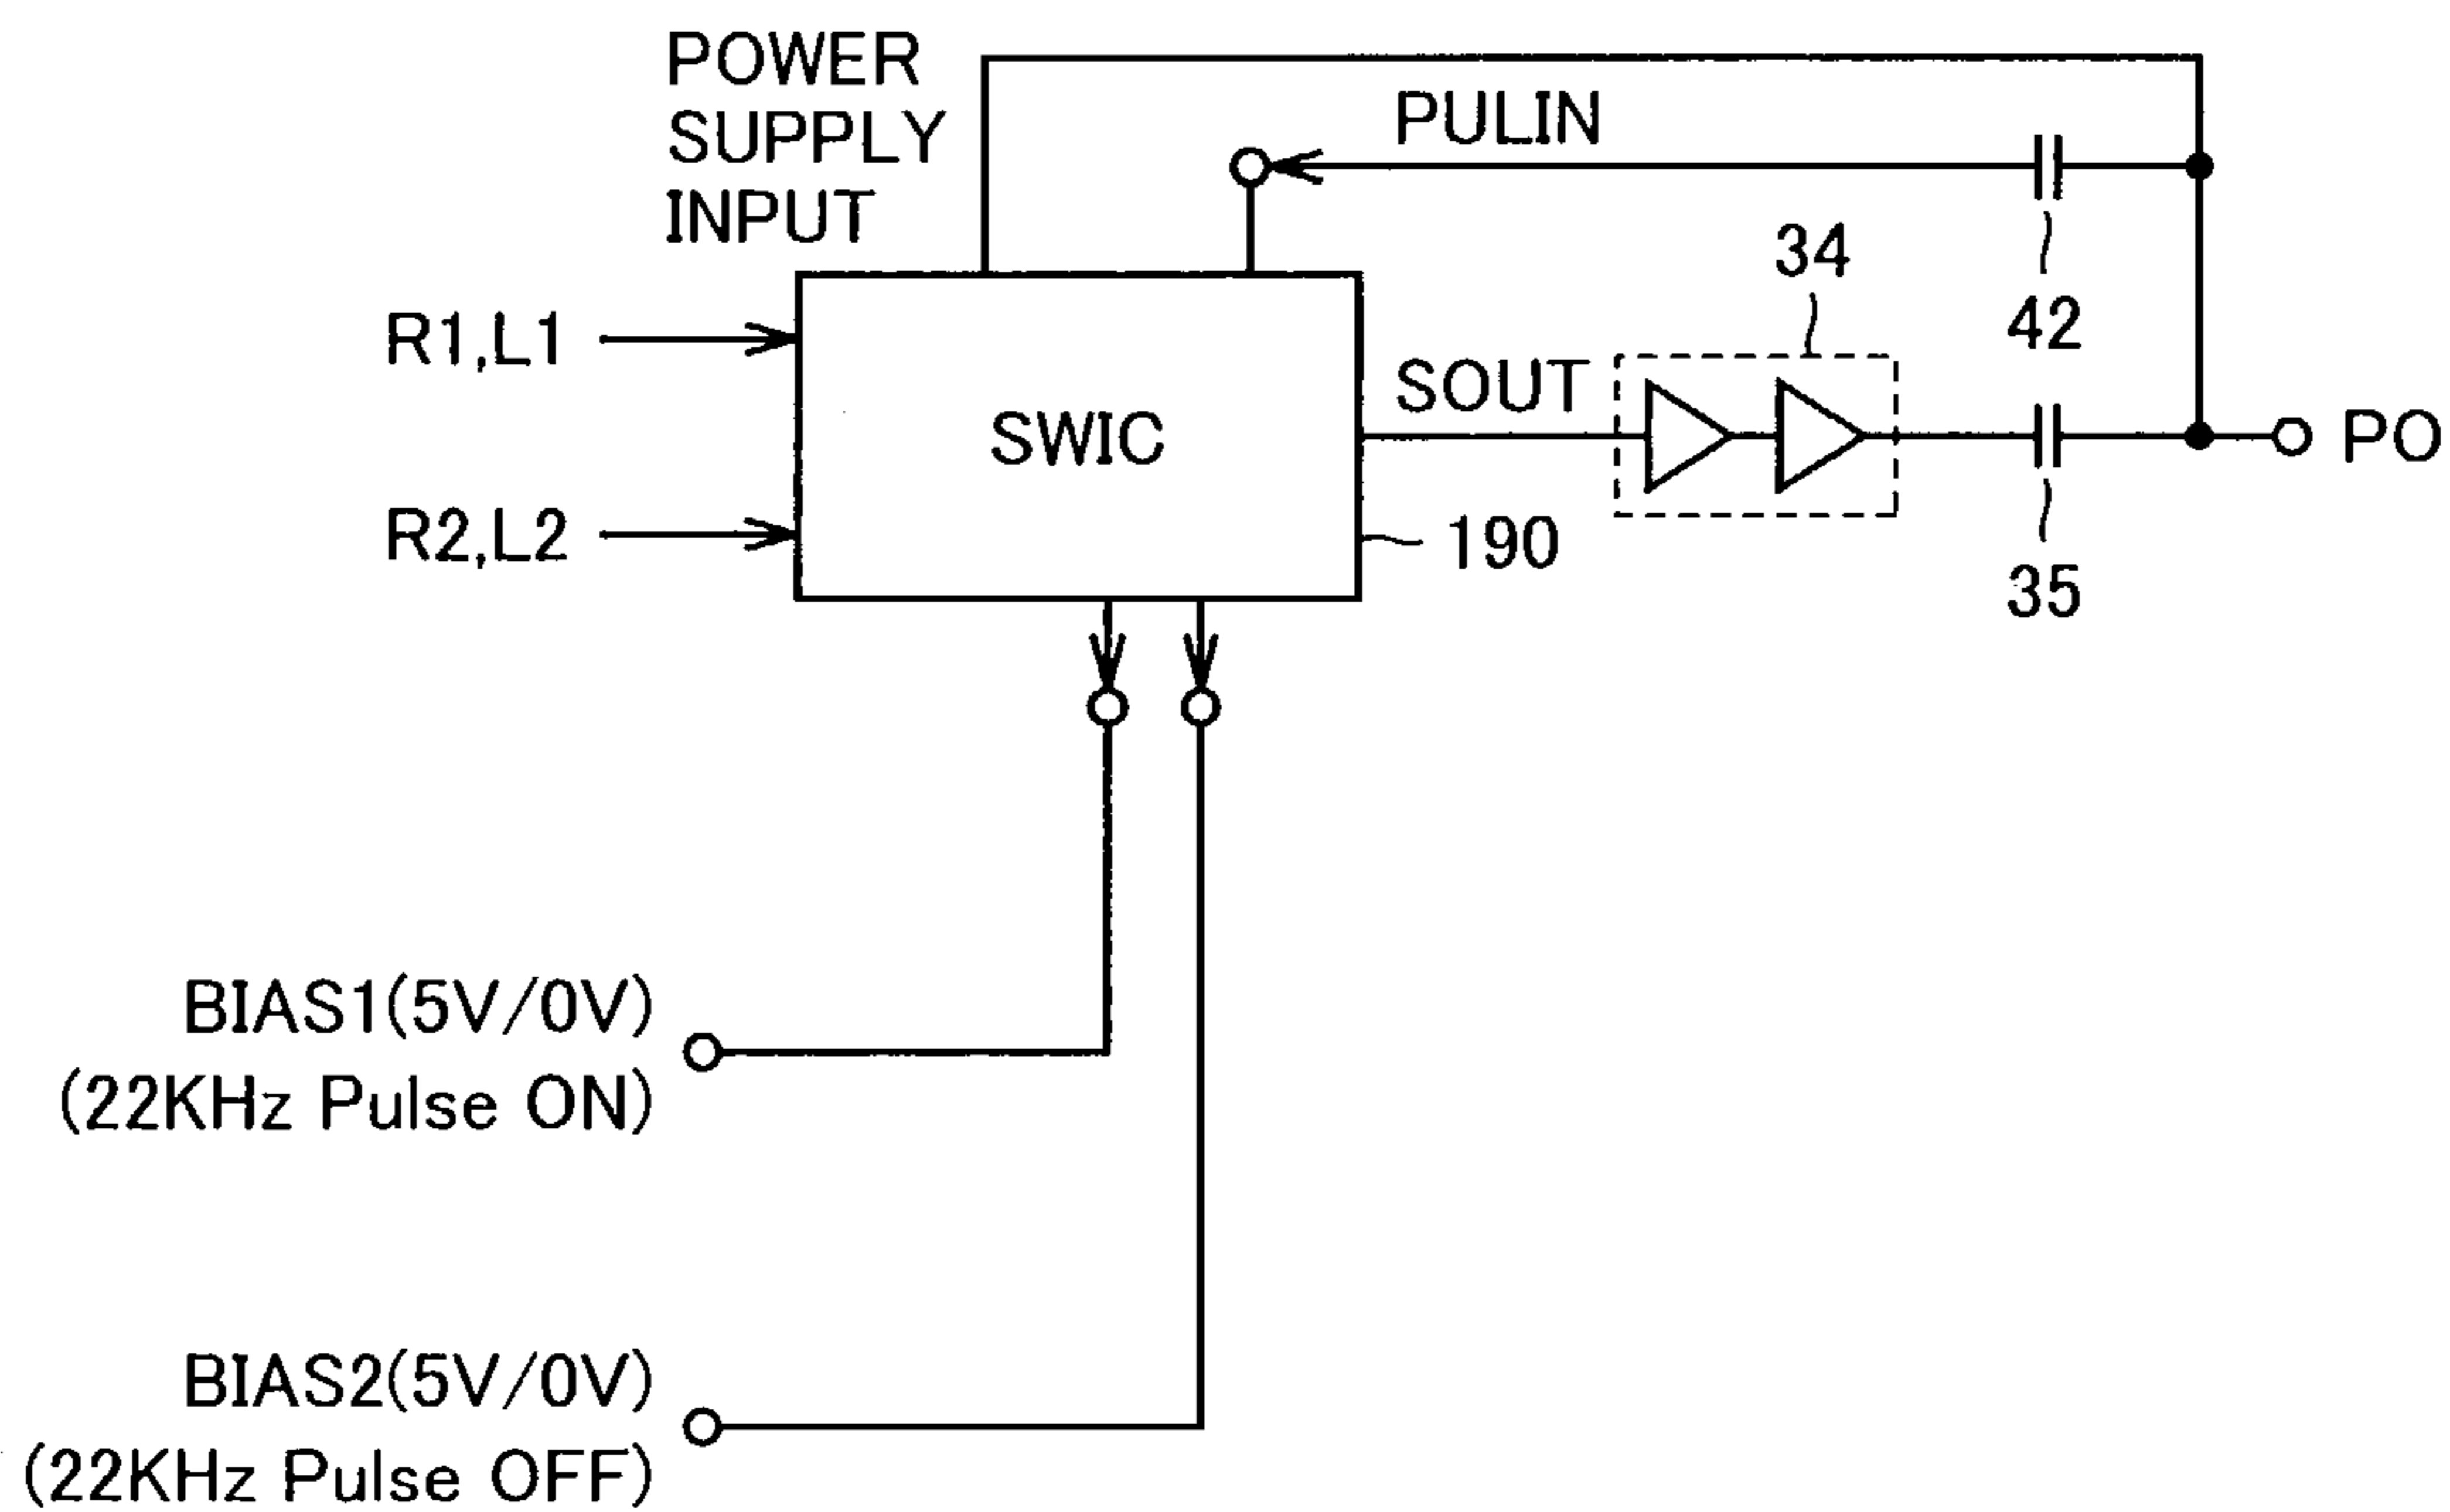 POWER
SUPPLY
INPUT
PULIN
34
42
R1,L1
SOUT
SWIC
PO
R2,L2
190
35
BIAS1(5V/0V)
(22KHz Pulse ON)
BIAS2(5V/0V)
(22KHz Pulse OFF)